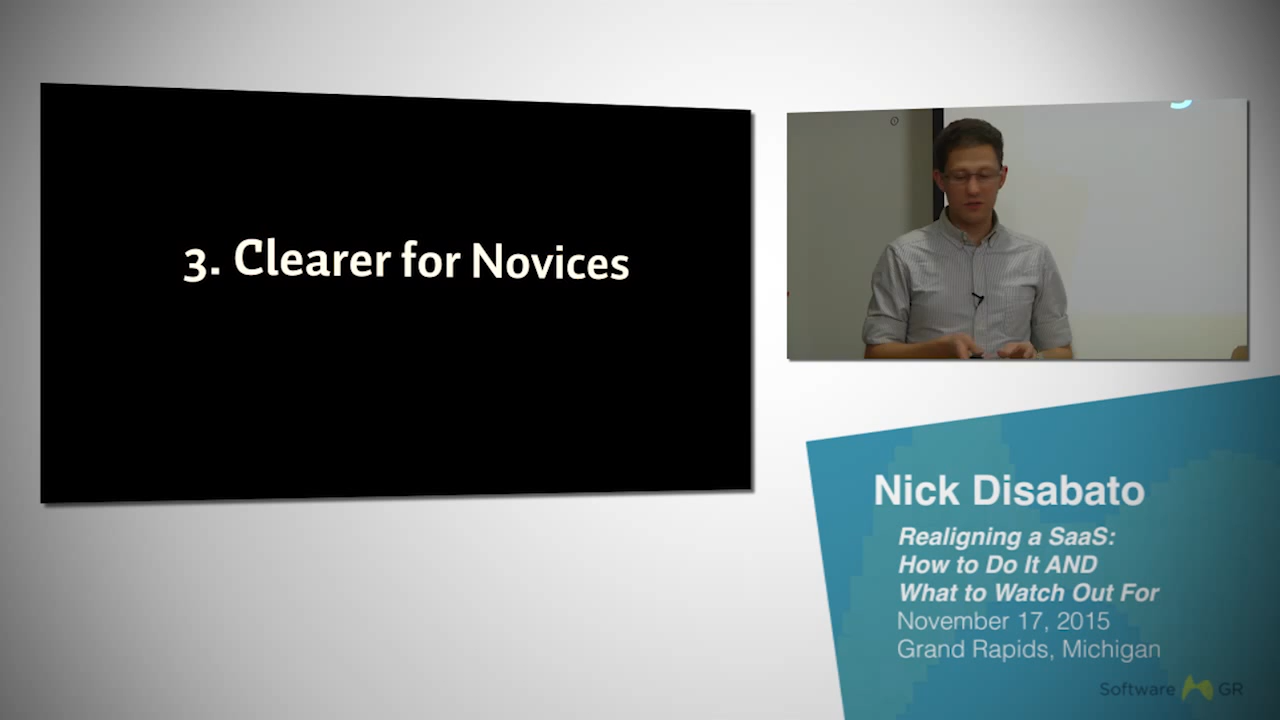 3. Clearer for Novices
Nick Disabato
Realigning a SaaS:
How to Do It AND
What to Watch Out For
November 17, 2015
Grand Rapids, Michigan
Software GR